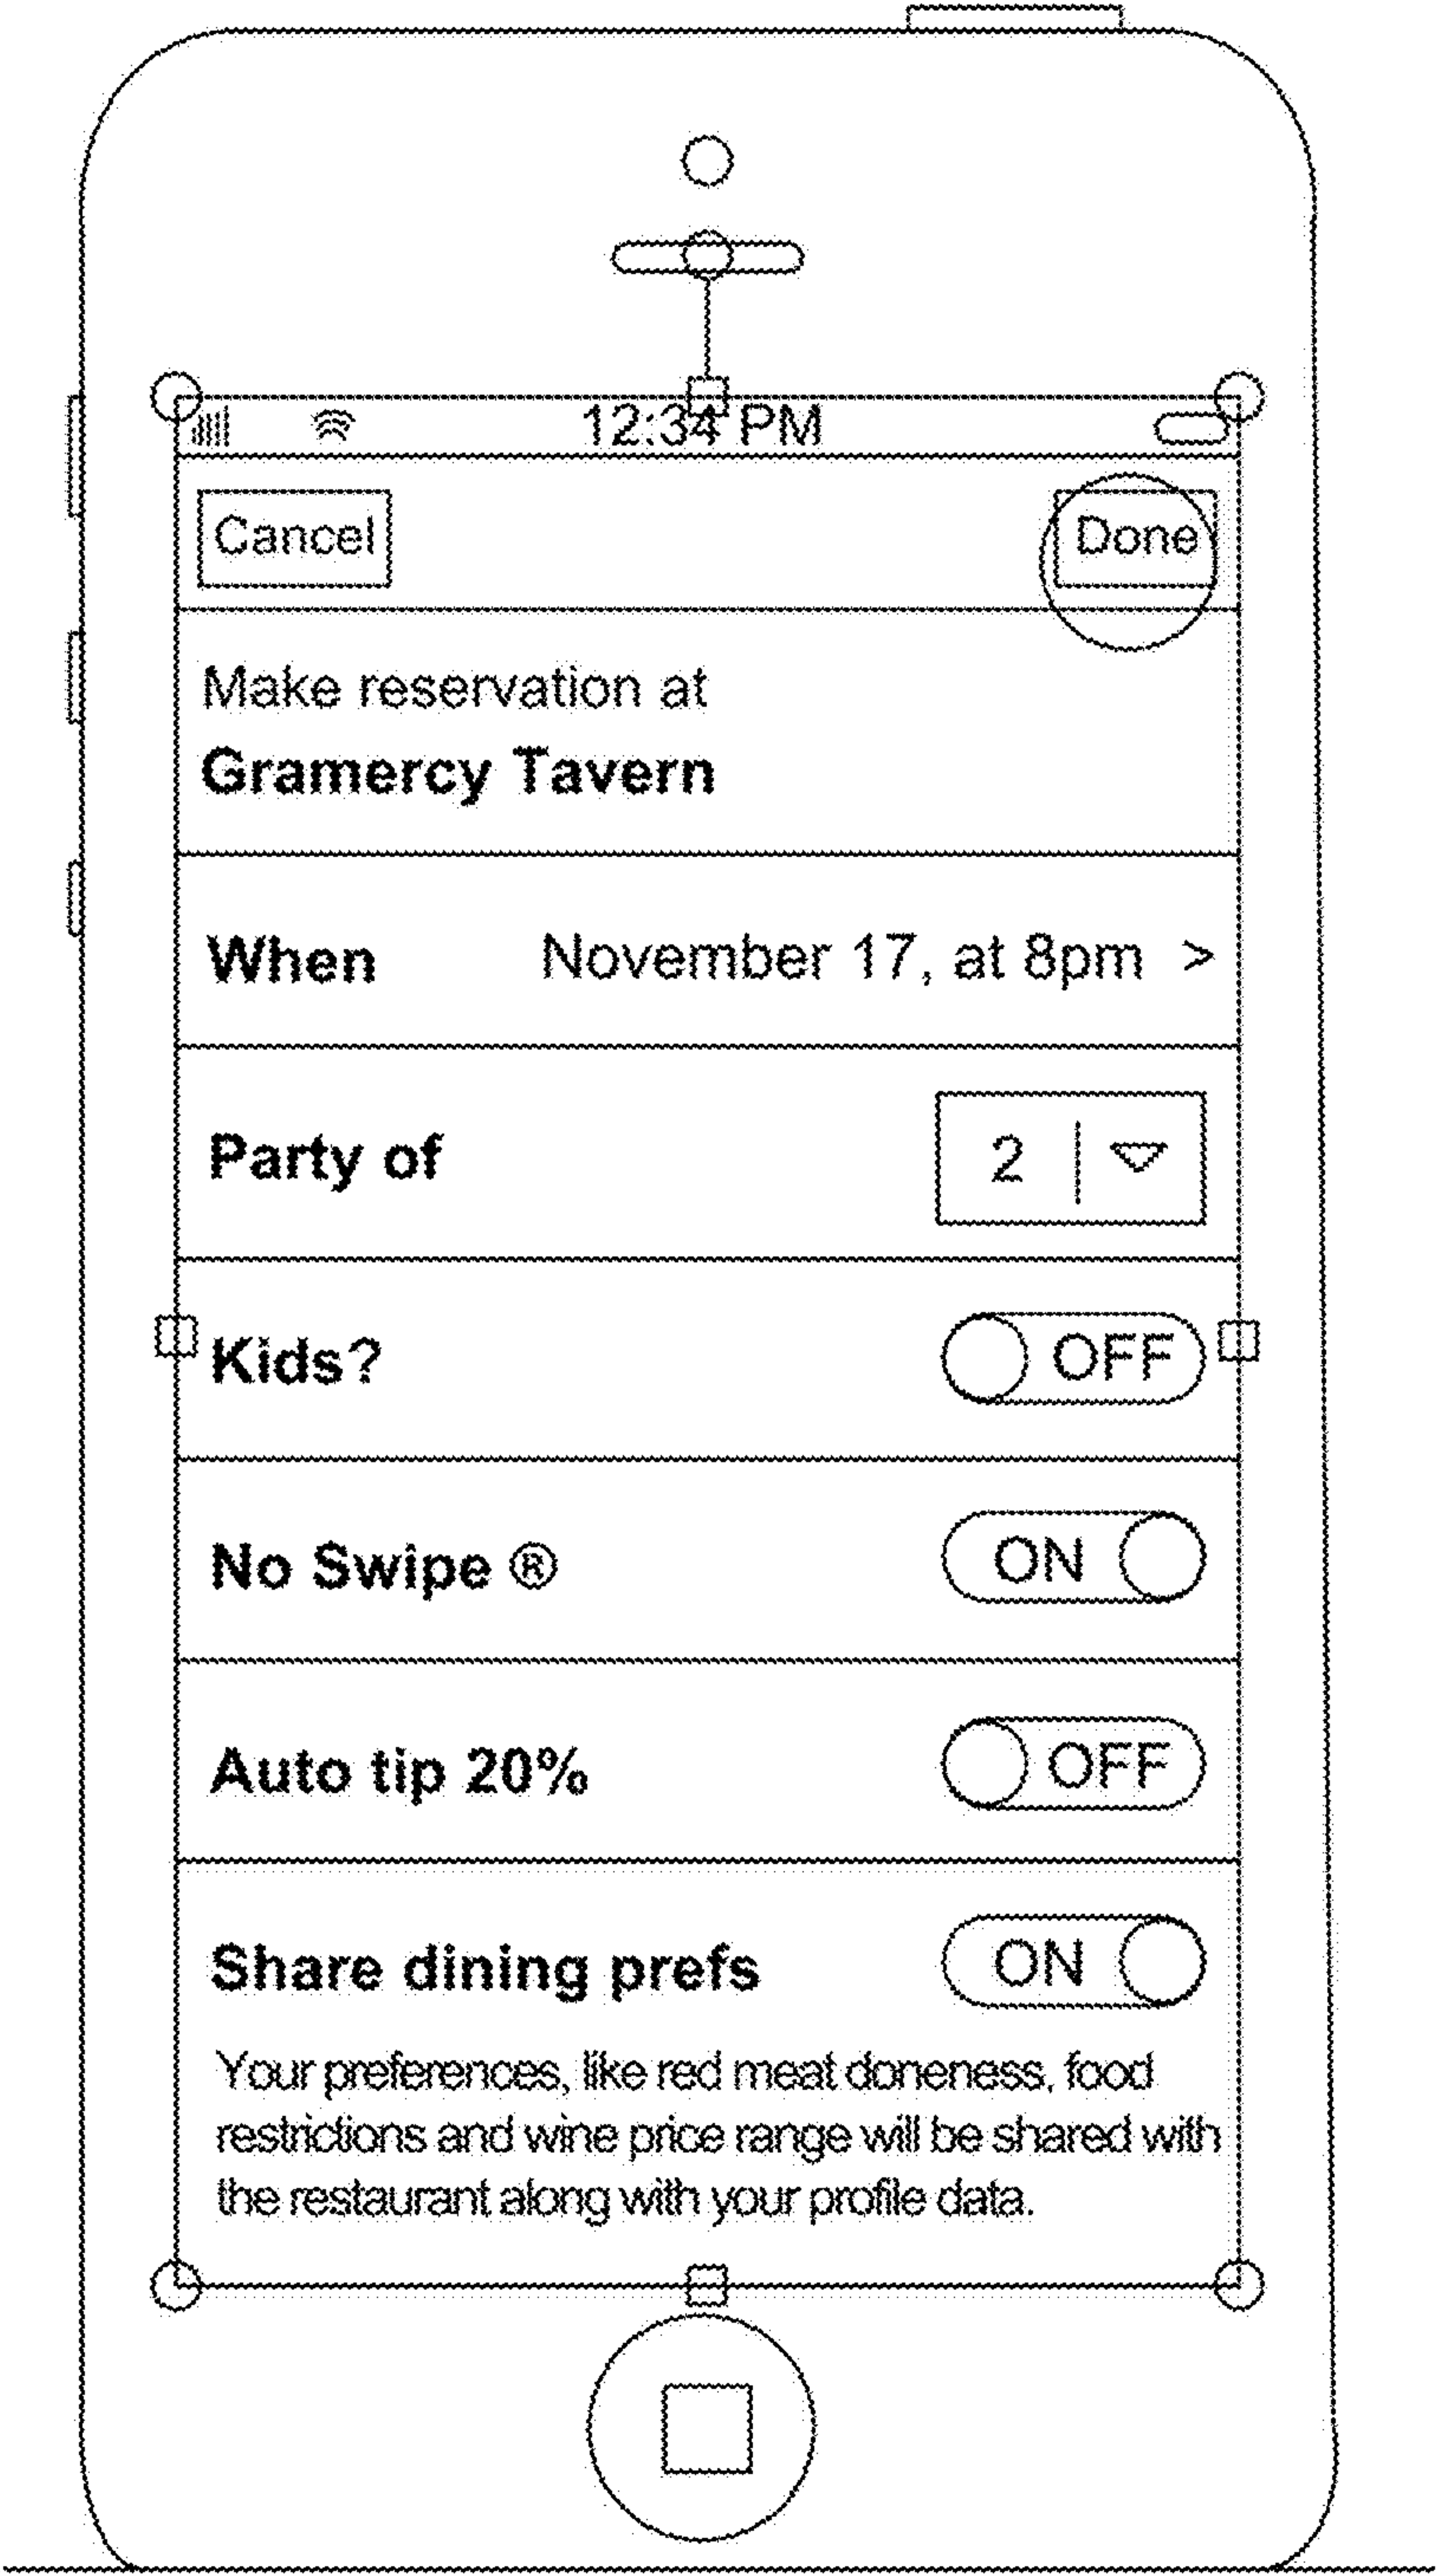 12:34 PM
Cancel Done
Make reservation at
Gramercy Tavern
When November 17, at 8pm >
Party of 2
Kids? OFF
No Swipe ® ON
Auto tip 20% OFF
Share dining prefs ON
Your preferences, like red meat doneness, food
restrictions and wine price range will be shared with
the restaurant along with your profile data.